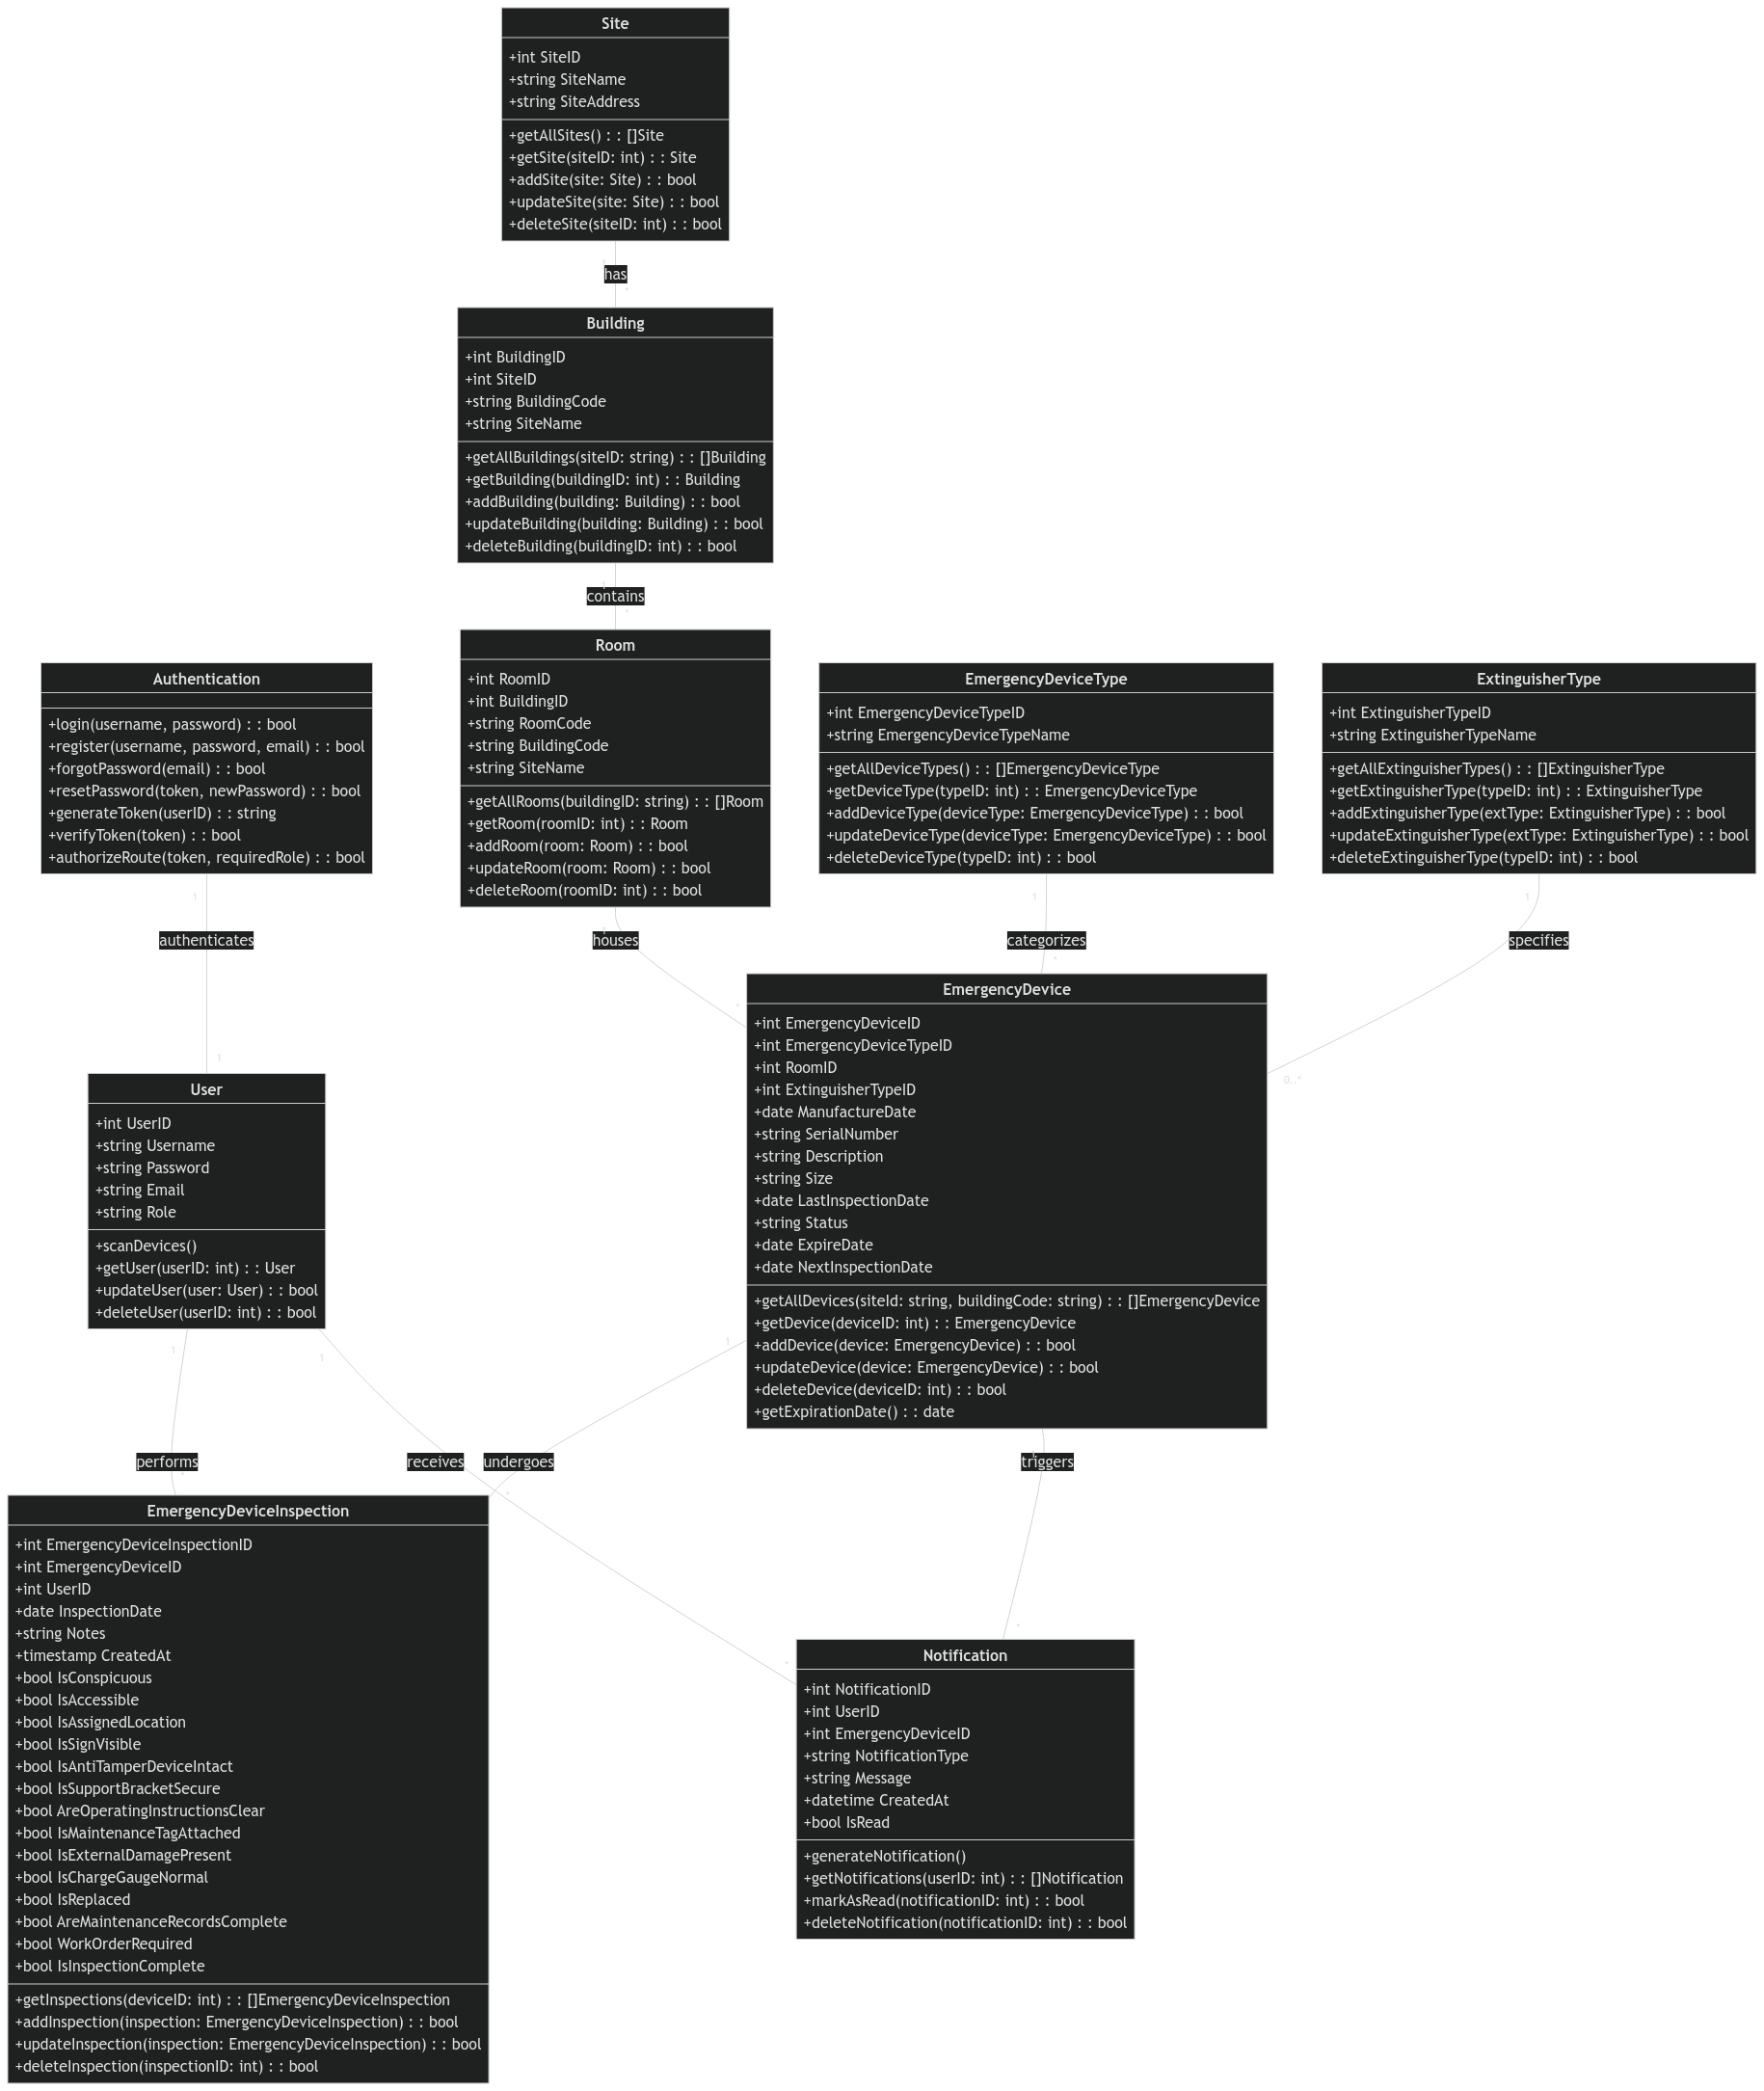 Site
+int SiteID
+string SiteName
+string SiteAddress
+getAllSites() : : []Site
+getSite(siteID: int) : : Site
+addSite(site: Site) : : bool
+updateSite(site: Site) : : bool
+deleteSite(siteID: int) : : bool
1
has
*
Building
+int BuildingID
+int SiteID
+string BuildingCode
+string SiteName
+getAllBuildings(siteID: string) : : []Building
+getBuilding(buildingID: int) : : Building
+addBuilding(building: Building) : : bool
+updateBuilding(building: Building) : : bool
+deleteBuilding(buildingID: int) : : bool
1
contains
*
Authentication
+login(username, password) : : bool
+register(username, password, email) : : bool
+forgotPassword(email) : : bool
+resetPassword(token, newPassword) : : bool
+generateToken(userID) : : string
+verifyToken(token) : : bool
+authorizeRoute(token, requiredRole) : : bool
1
authenticates
1
Room
+int RoomID
+int BuildingID
+string RoomCode
+string BuildingCode
+string SiteName
+getAllRooms(buildingID: string) : : []Room
+getRoom(roomID: int) : : Room
+addRoom(room: Room) : : bool
+updateRoom(room: Room) : : bool
+deleteRoom(roomID: int) : : bool
1
houses
*
EmergencyDeviceType
+int EmergencyDeviceTypeID
+string EmergencyDeviceTypeName
+getAllDeviceTypes() : : []EmergencyDeviceType
+getDeviceType(typeID: int) : : EmergencyDeviceType
+addDeviceType(deviceType: EmergencyDeviceType) : : bool
+updateDeviceType(deviceType: EmergencyDeviceType) : : bool
+deleteDeviceType(typeID: int) : : bool
1
categorizes
*
ExtinguisherType
+int ExtinguisherTypeID
+string ExtinguisherTypeName
+getAllExtinguisherTypes() : : []ExtinguisherType
+getExtinguisherType(typeID: int) : : ExtinguisherType
+addExtinguisherType(extType: ExtinguisherType) : : bool
+updateExtinguisherType(extType: ExtinguisherType) : : bool
+deleteExtinguisherType(typeID: int) : : bool
1
specifies
0..*
User
+int UserID
+string Username
+string Password
+string Email
+string Role
+scanDevices()
+getUser(userID: int) : : User
+updateUser(user: User) : : bool
+deleteUser(userID: int) : : bool
1
performs
*
1
receives
*
EmergencyDevice
+int EmergencyDeviceID
+int EmergencyDeviceTypeID
+int RoomID
+int ExtinguisherTypeID
+date ManufactureDate
+string SerialNumber
+string Description
+string Size
+date LastInspectionDate
+string Status
+date ExpireDate
+date NextInspectionDate
+getAllDevices(siteId: string, buildingCode: string) : : []EmergencyDevice
+getDevice(deviceID: int) : : EmergencyDevice
+addDevice(device: EmergencyDevice) : : bool
+updateDevice(device: EmergencyDevice) : : bool
+deleteDevice(deviceID: int) : : bool
+getExpirationDate() : : date
1
undergoes
*
1
triggers
*
EmergencyDeviceInspection
+int EmergencyDeviceInspectionID
+int EmergencyDeviceID
+int UserID
+date InspectionDate
+string Notes
+timestamp CreatedAt
+bool IsConspicuous
+bool IsAccessible
+bool IsAssignedLocation
+bool IsSignVisible
+bool IsAntiTamperDeviceIntact
+bool IsSupportBracketSecure
+bool AreOperatingInstructionsClear
+bool IsMaintenanceTagAttached
+bool IsExternalDamagePresent
+bool IsChargeGaugeNormal
+bool IsReplaced
+bool AreMaintenanceRecordsComplete
+bool WorkOrderRequired
+bool IsInspectionComplete
+getInspections(deviceID: int) : : []EmergencyDeviceInspection
+addInspection(inspection: EmergencyDeviceInspection) : : bool
+updateInspection(inspection: EmergencyDeviceInspection) : : bool
+deleteInspection(inspectionID: int) : : bool
Notification
+int NotificationID
+int UserID
+int EmergencyDeviceID
+string NotificationType
+string Message
+datetime CreatedAt
+bool IsRead
+generateNotification()
+getNotifications(userID: int) : : []Notification
+markAsRead(notificationID: int) : : bool
+deleteNotification(notificationID: int) : : bool